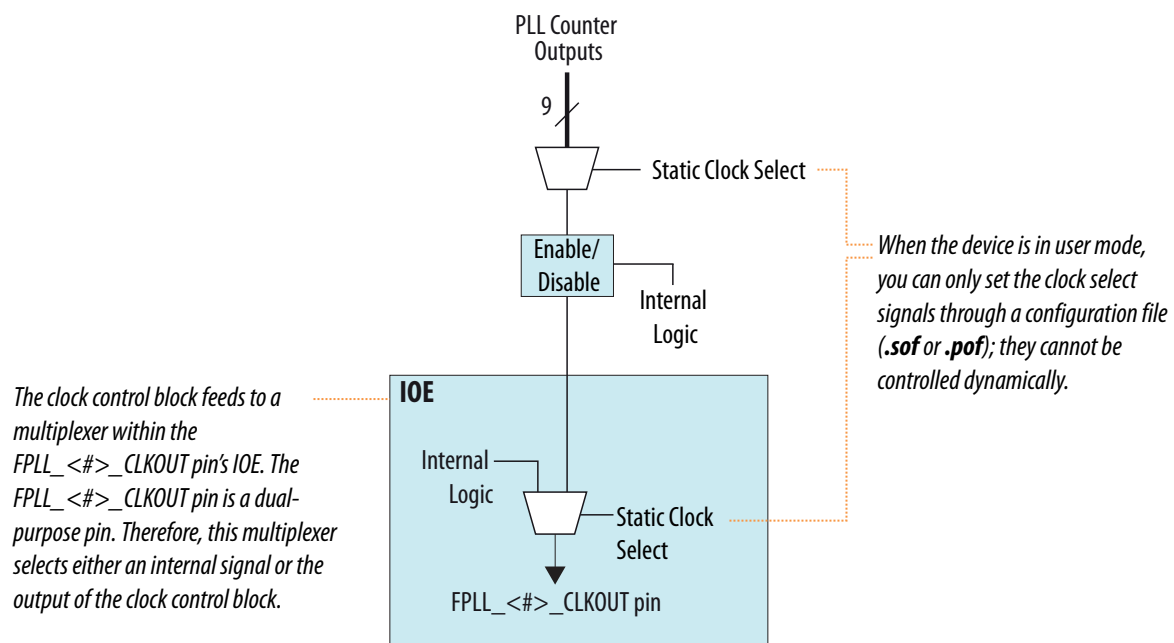 PLL Counter
Outputs
9
Static Clock Select
Enable/
Disable
Internal
Logic
When the device is in user mode,
you can only set the clock select
signals through a configuration file
(.sof or .pof); they cannot be
controlled dynamically.
IOE
The clock control block feeds to a
multiplexer within the
FPLL_<#>_CLKOUT pin's IOE. The
FPLL_<#>_CLKOUT pin is a dual-
purpose pin. Therefore, this multiplexer
selects either an internal signal or the
output of the clock control block.
Internal
Logic
Static Clock
Select
FPLL_<#>_CLKOUT pin